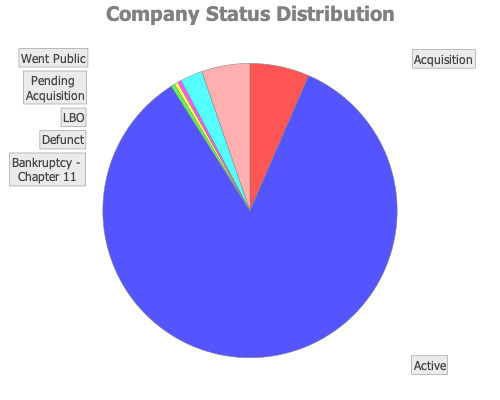 Company Status Distribution
Went Public
Pending
Acquisition
LBO
Defunct
Bankruptcy -
Chapter 11
Acquisition
Active